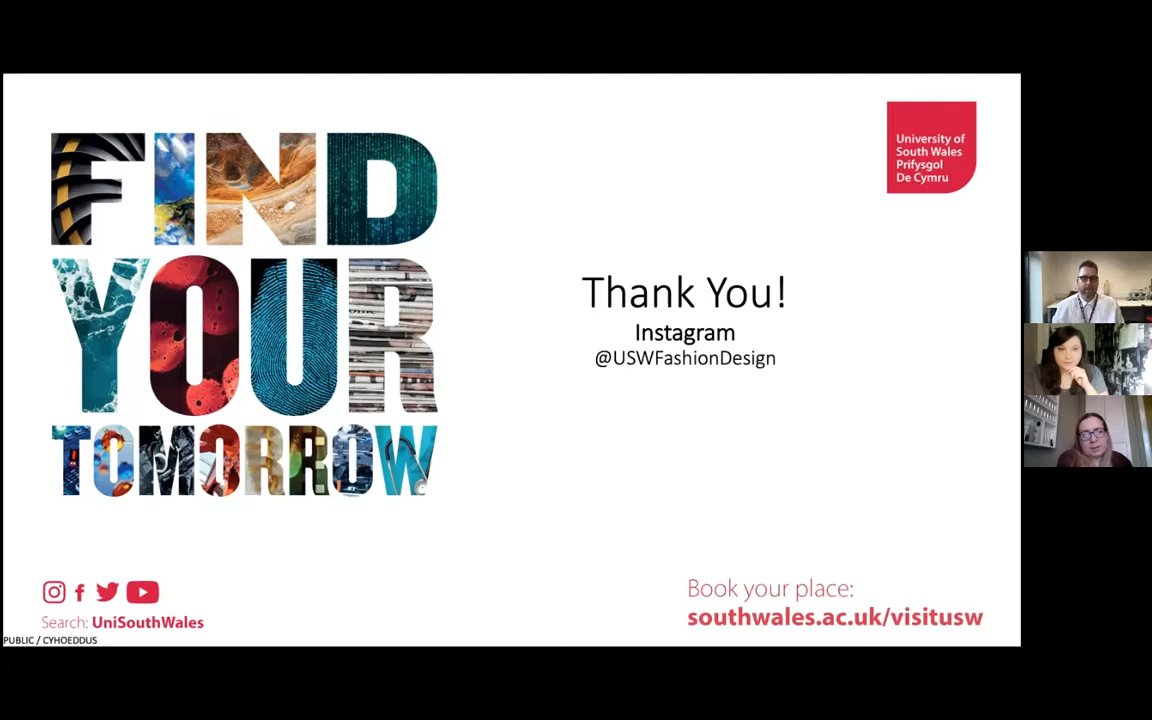 FIND
YOUR
TOMORROW
University of
South Wales
Prifysgol
De Cymru
Thank You!
Instagram
@USWFashionDesign
Search: UniSouthWales
PUBLIC / CYHOEDDUS
Book your place:
southwales.ac.uk/visitusw